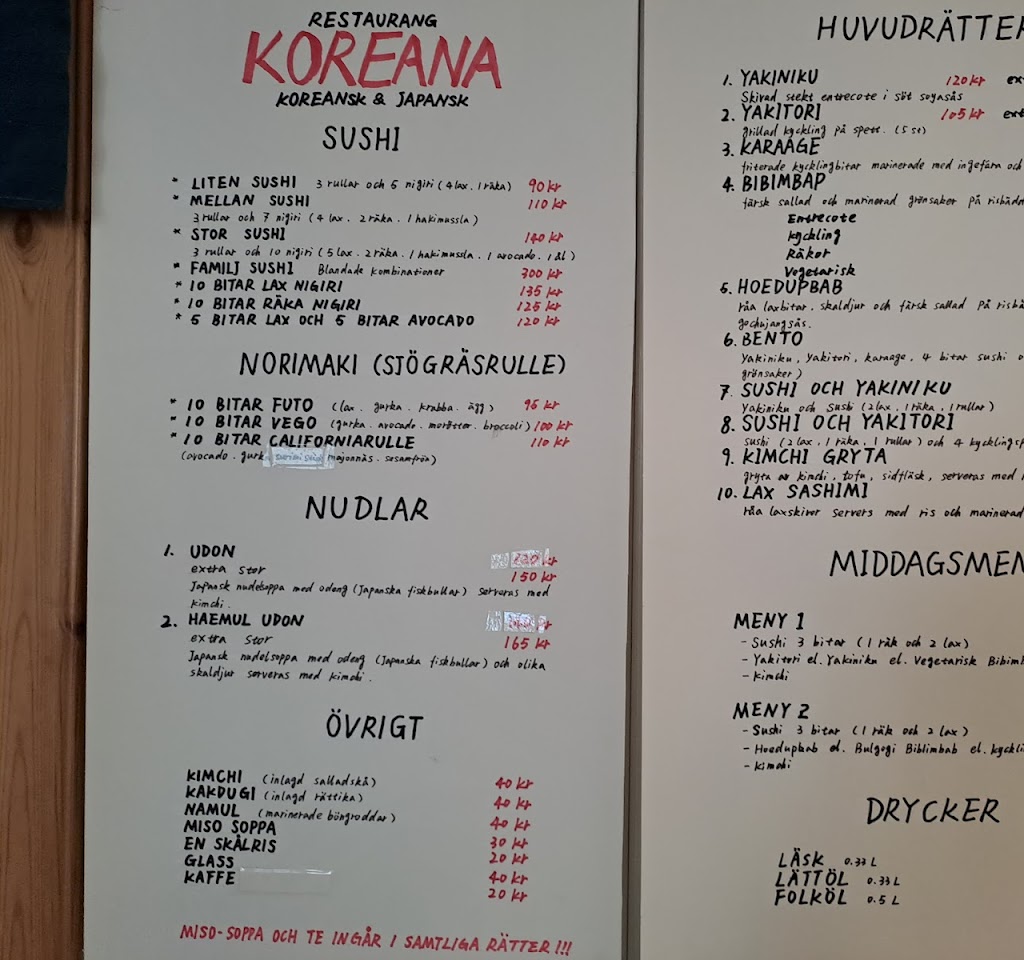 RESTAURANG
KOREANA
KOREANSK & JAPANSK
SUSHI
* LITEN SUSHI 3 rullar och 5 nigiri (4 lax. 1 räka) 90 kr
* MELLAN SUSHI 110 kr
3 rullar och 7 nigiri (4 lax. 2 räka. 1 hakimussla)
* STOR SUSHI 140 kr
3 rullar och 10 nigiri (5 lax. 2 räka. 1 hakimussla. 1 avocado. 1 ål)
* FAMILJ SUSHI Blandade kombinationer 300 kr
* 10 BITAR LAX NIGIRI 135 kr
* 10 BITAR RÄKA NIGIRI 125 kr
* 5 BITAR LAX OCH 5 BITAR AVOCADO 120 kr
NORIMAKI (SJÖGRÄSRULLE)
* 10 BITAR FUTO (lax. gurka. krabba. ägg) 95 kr
* 10 BITAR VEGO (gurka. avocado. morötter. broccoli) 100 kr
* 10 BITAR CALIFORNIARULLE 110 kr
(avocado. gurk majonnäs. sesamfrön)
NUDLAR
1. UDON
extra stor 150 kr
Japansk nudelsoppa med odeng (Japanska fiskbullar) serveras med
kimchi.
2. HAEMUL UDON
extra stor 165 kr
Japansk nudelsoppa med odeng (Japanska fiskbullar) och olika
skaldjur serveras med kimchi.
ÖVRIGT
KIMCHI (inlagd salladskå) 40 kr
KAKDUGI (inlagd rättika) 40 kr
NAMUL (marinerade böngroddar) 40 kr
MISO SOPPA 30 kr
EN SKÅLRIS 20 kr
GLASS 40 kr
KAFFE 20 kr
MISO-SOPPA OCH TE INGÅR I SAMTLIGA RÄTTER !!!
HUVUDRÄTTER
1. YAKINIKU 120 kr ext
Skivad stekt entrecote i söt soyasås
2. YAKITORI 105 kr ext
grillad kyckling på spett. (5 st)
3. KARAAGE
friterade kycklingbitar marinerade med ingefära och
4. BIBIMBAP
färsk sallad och marinerad grönsaker på risbädd
Entrecote
kyckling
Räkor
Vegetarisk
5. HOEDUPBAB
råa laxbitar. skaldjur och färsk sallad på risbä
gochujangsås.
6. BENTO
Yakiniku, Yakitori, karaage, 4 bitar sushi o
grönsaker)
7. SUSHI OCH YAKINIKU
Yakiniku och Sushi (2 lax. 1 räka. 1 rullar)
8. SUSHI OCH YAKITORI
sushi (2 lax. 1 räka, 1 rullar) och 4 kycklingsp
9. KIMCHI GRYTA
gryta av kimchi, tofu, sidfläsk, serveras med
10. LAX SASHIMI
råa laxskivor servers med ris och marinerad
MIDDAGSMEN
MENY 1
- Sushi 3 bitar (1 räk och 2 lax)
- Yakitori el. Yakiniku el. Vegetarisk Bibim
- kimchi
MENY 2
- Sushi 3 bitar (1 räk och 2 lax)
- Hoedupbab el. Bulgogi Biblimbab el. kyckli
- kimchi
DRYCKER
LÄSK 0.33 L
LÄTTÖL 0.33 L
FOLKÖL 0.5 L